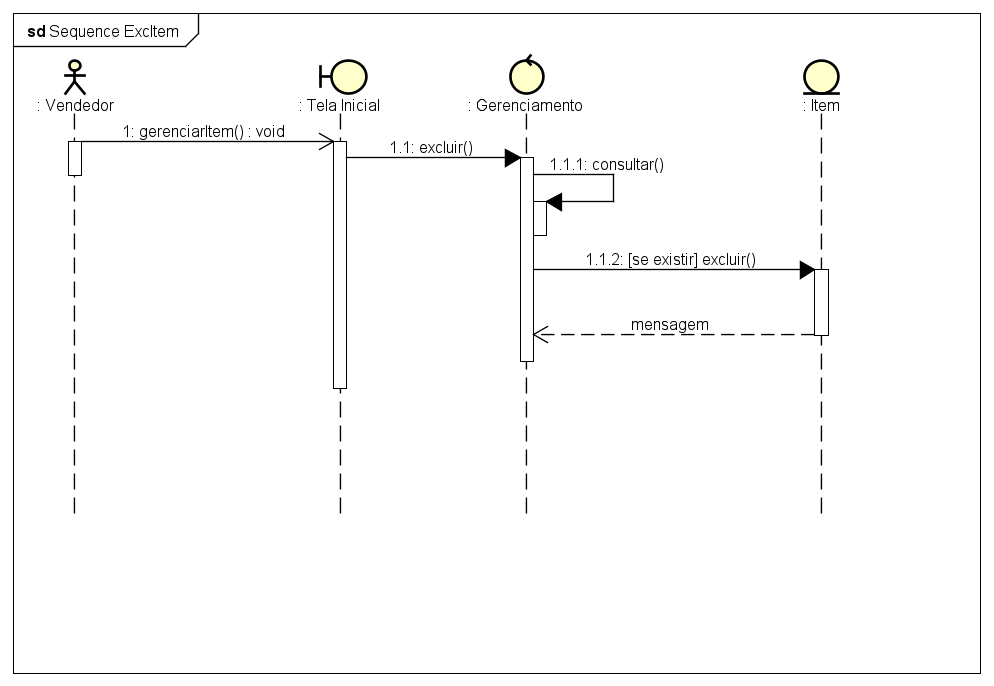 sd Sequence ExcItem
: Vendedor
: Tela Inicial
: Gerenciamento
: Item
1: gerenciarItem() : void
1.1: excluir()
1.1.1: consultar()
1.1.2: [se existir] excluir()
mensagem